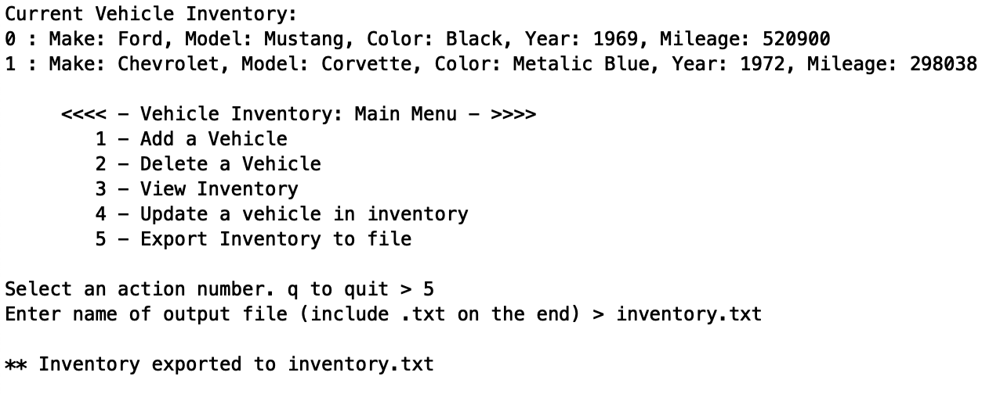 Current Vehicle Inventory:
0 : Make: Ford, Model: Mustang, Color: Black, Year: 1969, Mileage: 520900
1 : Make: Chevrolet, Model: Corvette, Color: Metalic Blue, Year: 1972, Mileage: 298038
<<<< – Vehicle Inventory: Main Menu – >>>>
1 – Add a Vehicle
2 – Delete a Vehicle
3 – View Inventory
4 – Update a vehicle in inventory
5 – Export Inventory to file
Select an action number. q to quit > 5
Enter name of output file (include .txt on the end) > inventory.txt
** Inventory exported to inventory.txt